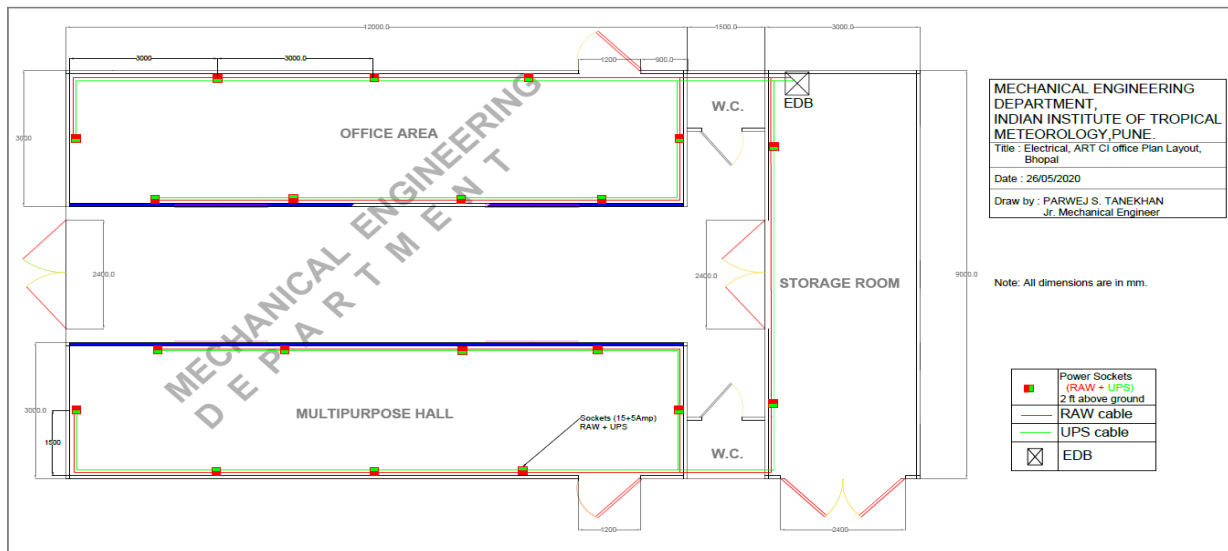 12000.0
1500.0
3000.0
3000
3000.0
1200
900.0
EDB
W.C.
OFFICE AREA
3000
MECHANICAL ENGINEERING
DEPARTMENT
2400.0
2400.0
STORAGE ROOM
9000.0
3000.0
1500
MULTIPURPOSE HALL
Sockets (15+5Amp)
RAW + UPS
W.C.
1200
2400
MECHANICAL ENGINEERING
DEPARTMENT,
INDIAN INSTITUTE OF TROPICAL
METEOROLOGY,PUNE.
Title : Electrical, ART CI office Plan Layout,
Bhopal
Date : 26/05/2020
Draw by : PARWEJ S. TANEKHAN
Jr. Mechanical Engineer
Note: All dimensions are in mm.
Power Sockets
(RAW + UPS)
2 ft above ground
RAW cable
UPS cable
EDB